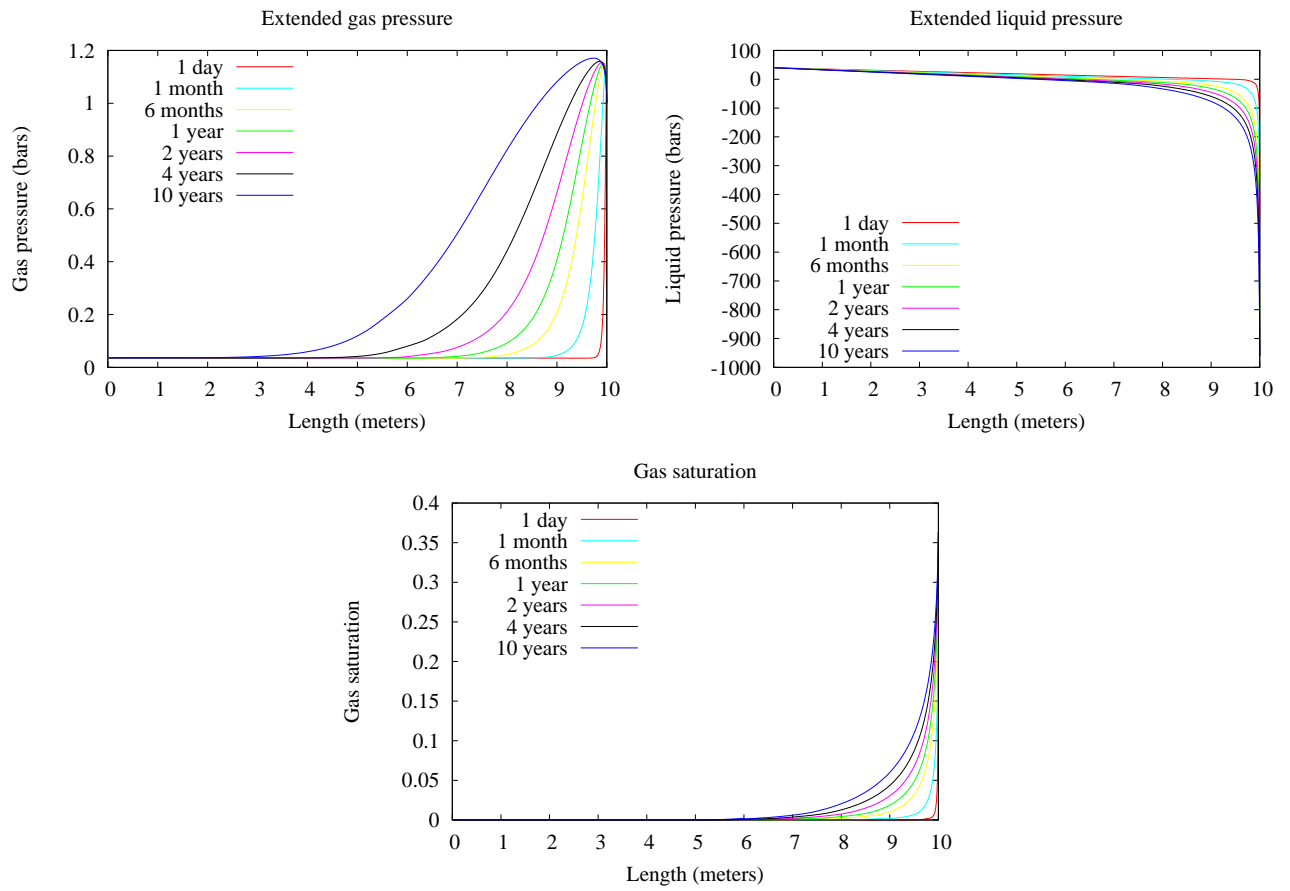 Extended gas pressure
Gas pressure (bars)
1.2
1
0.8
0.6
0.4
0.2
0
1 day
1 month
6 months
1 year
2 years
4 years
10 years
0 1 2 3 4 5 6 7 8 9 10
Length (meters)
Extended liquid pressure
Liquid pressure (bars)
100
0
-100
-200
-300
-400
-500
-600
-700
-800
-900
-1000
1 day
1 month
6 months
1 year
2 years
4 years
10 years
0 1 2 3 4 5 6 7 8 9 10
Length (meters)
Gas saturation
Gas saturation
0.4
0.35
0.3
0.25
0.2
0.15
0.1
0.05
0
1 day
1 month
6 months
1 year
2 years
4 years
10 years
0 1 2 3 4 5 6 7 8 9 10
Length (meters)